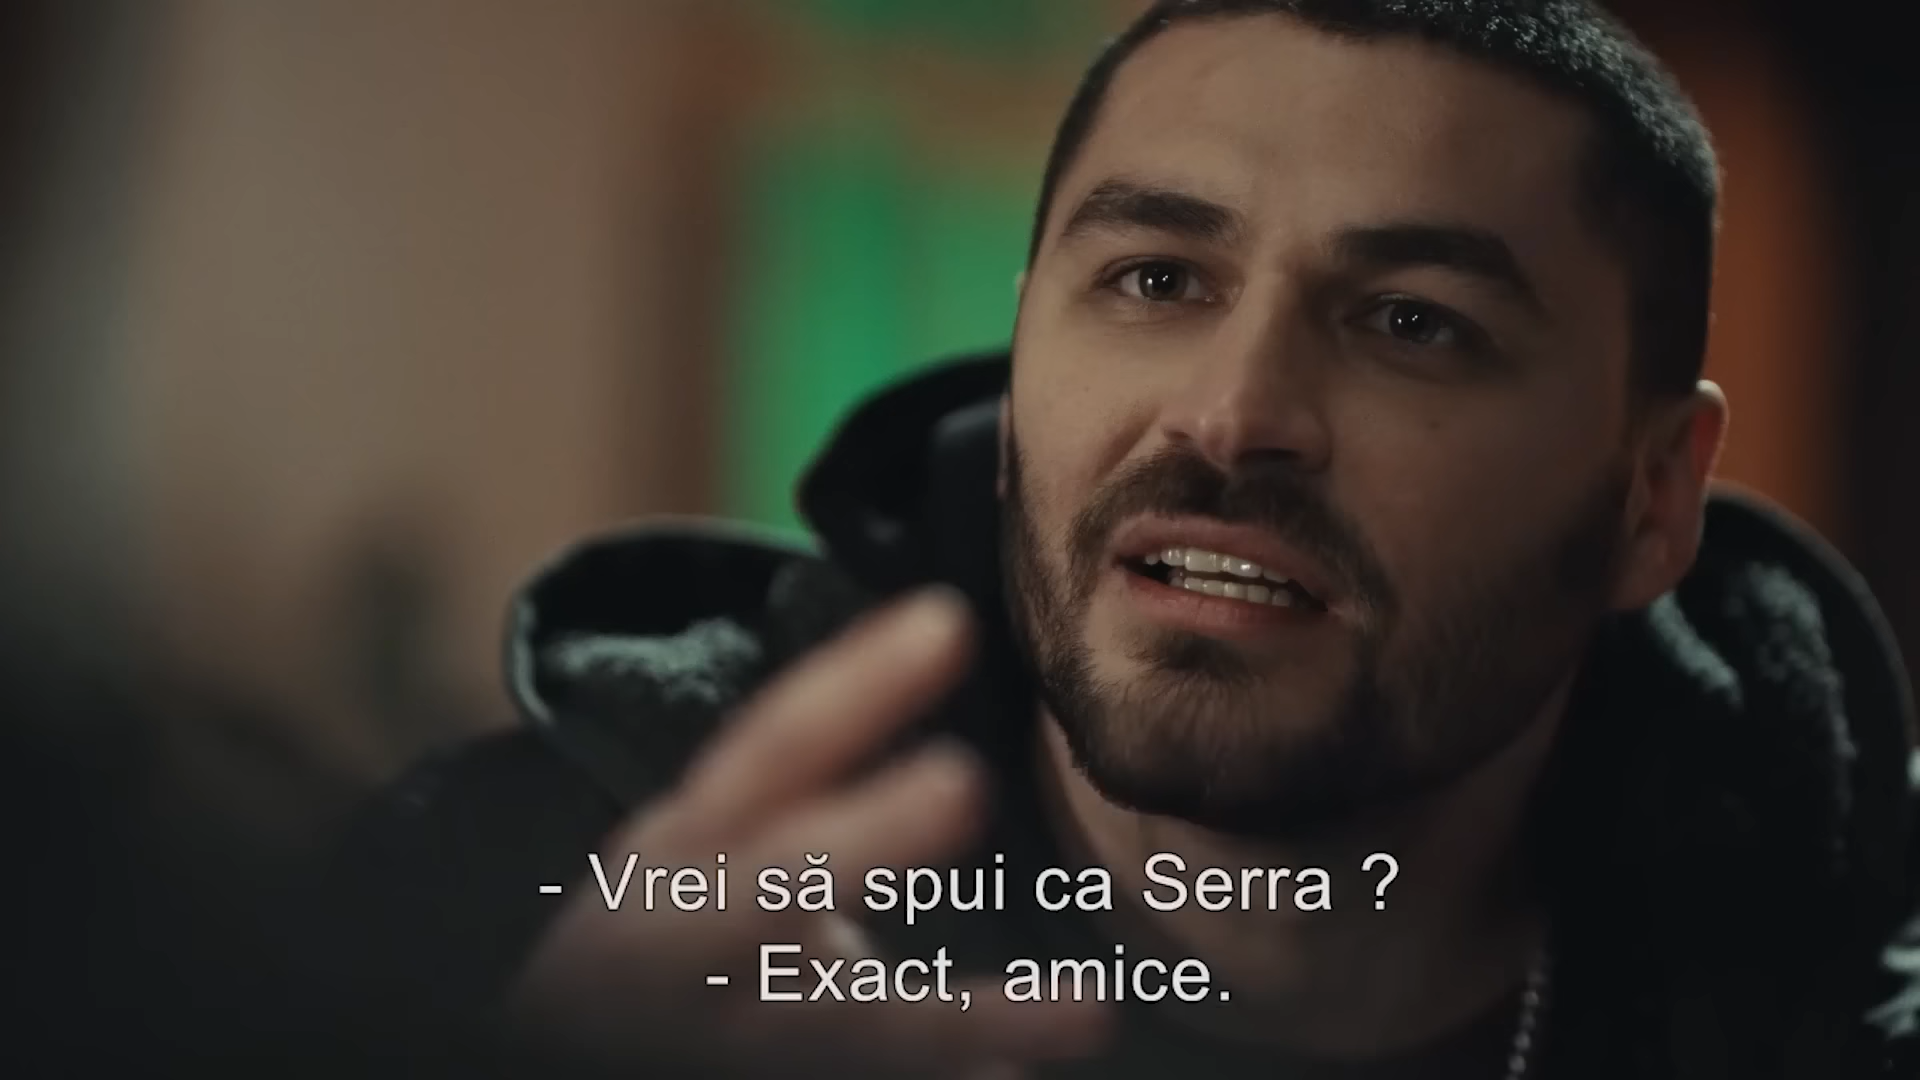 - Vrei să spui ca Serra ?
- Exact, amice.